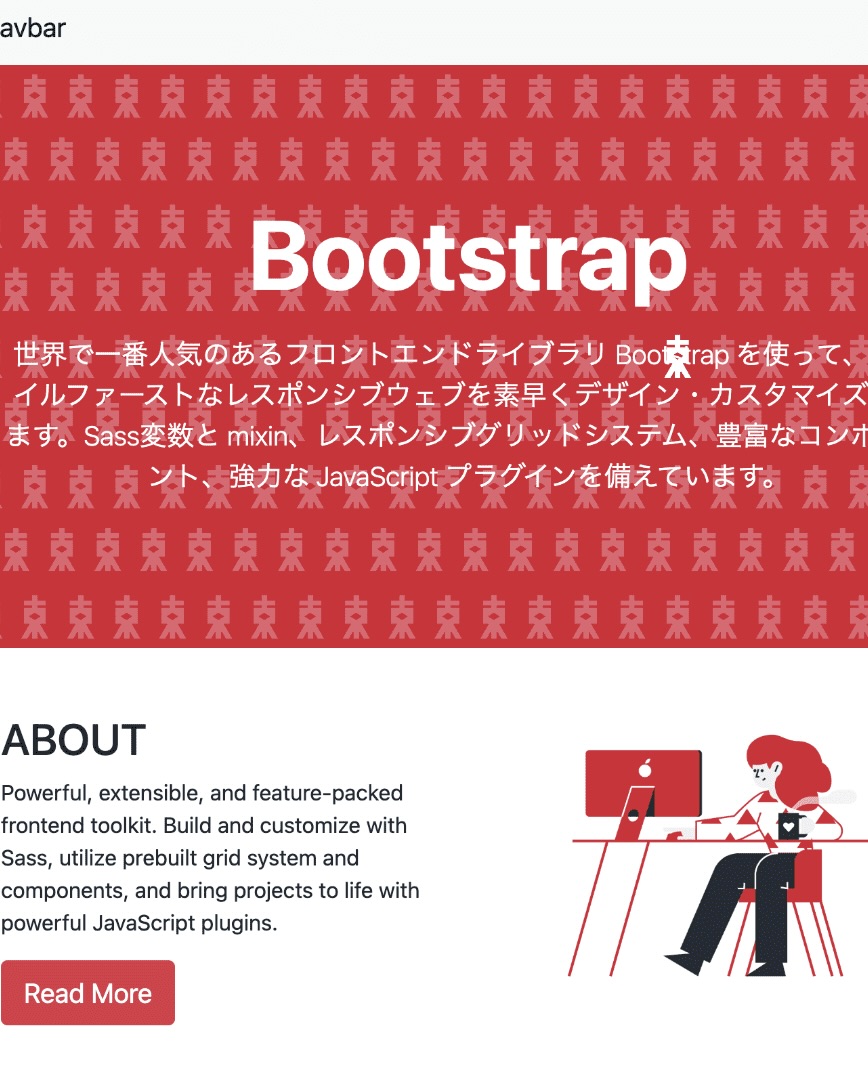 avbar
Bootstrap
世界で一番人気のあるフロントエンドライブラリ Bootstrap を使って、
イルファーストなレスポンシブウェブを素早くデザイン・カスタマイズ
ます。Sass変数と mixin、レスポンシブグリッドシステム、豊富なコンポ
ント、強力な JavaScript プラグインを備えています。
ABOUT
Powerful, extensible, and feature-packed
frontend toolkit. Build and customize with
Sass, utilize prebuilt grid system and
components, and bring projects to life with
powerful JavaScript plugins.
Read More